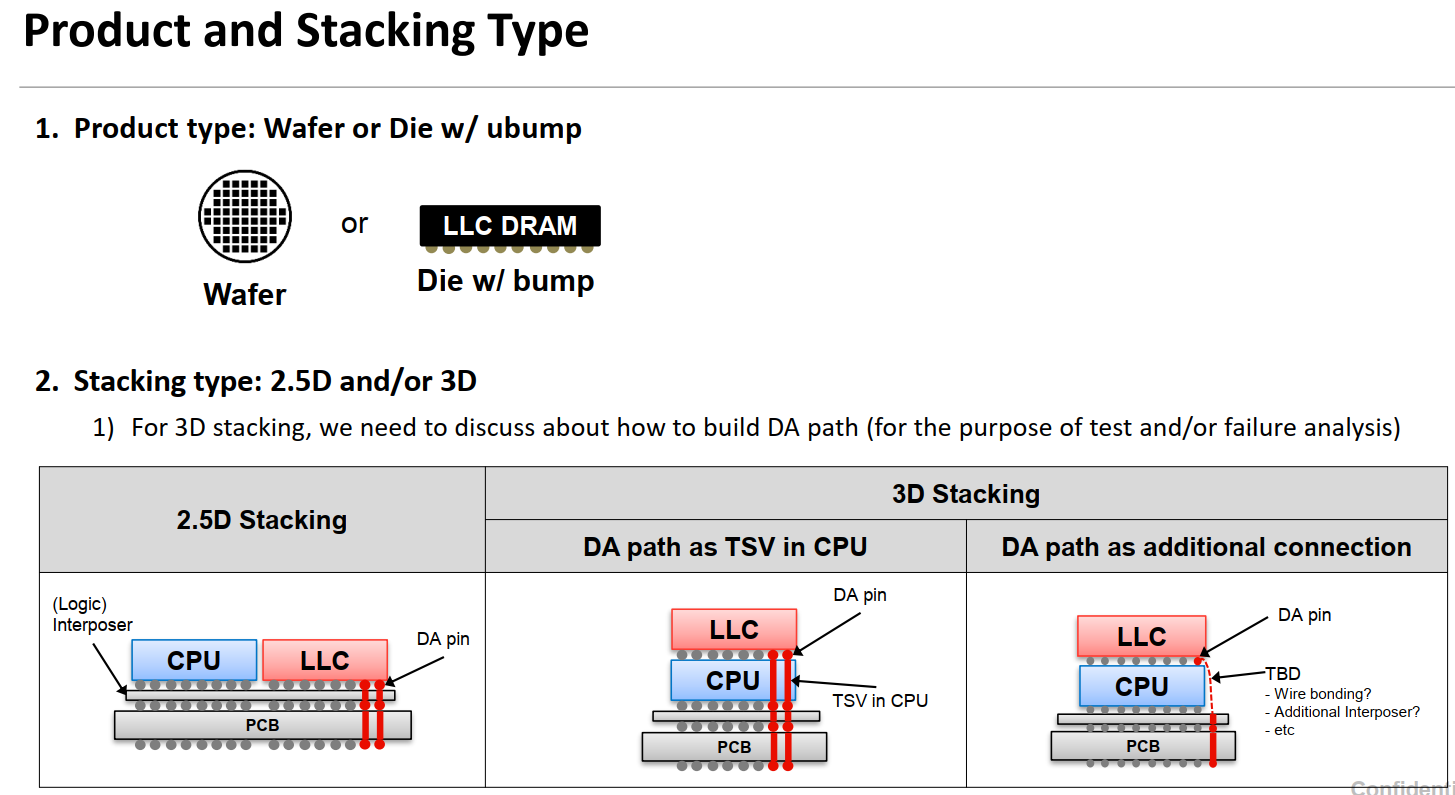 Product and Stacking Type
1. Product type: Wafer or Die w/ ubump
or
LLC DRAM
Wafer
Die w/ bump
2. Stacking type: 2.5D and/or 3D
1) For 3D stacking, we need to discuss about how to build DA path (for the purpose of test and/or failure analysis)
2.5D Stacking
3D Stacking
DA path as TSV in CPU
DA path as additional connection
(Logic)
Interposer
CPU
LLC
DA pin
PCB
LLC
DA pin
CPU
TSV in CPU
PCB
LLC
DA pin
CPU
TBD
- Wire bonding?
- Additional Interposer?
- etc
PCB